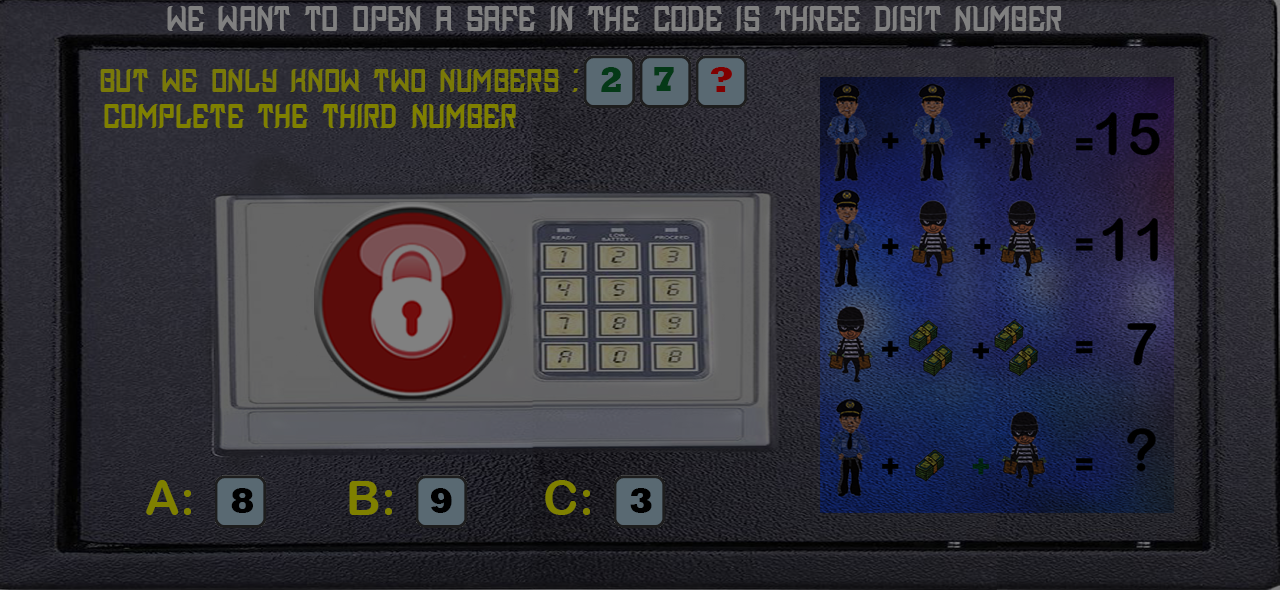 WE WANT TO OPEN A SAFE IN THE CODE IS THREE DIGIT NUMBER
BUT WE ONLY KNOW TWO NUMBERS : 2 7 ?
COMPLETE THE THIRD NUMBER
+ + =15
+ + =11
+ + = 7
+ + = ?
READY LOW BATTERY PROCEED
1 2 3
4 5 6
7 8 9
A 0 B
A: 8 B: 9 C: 3